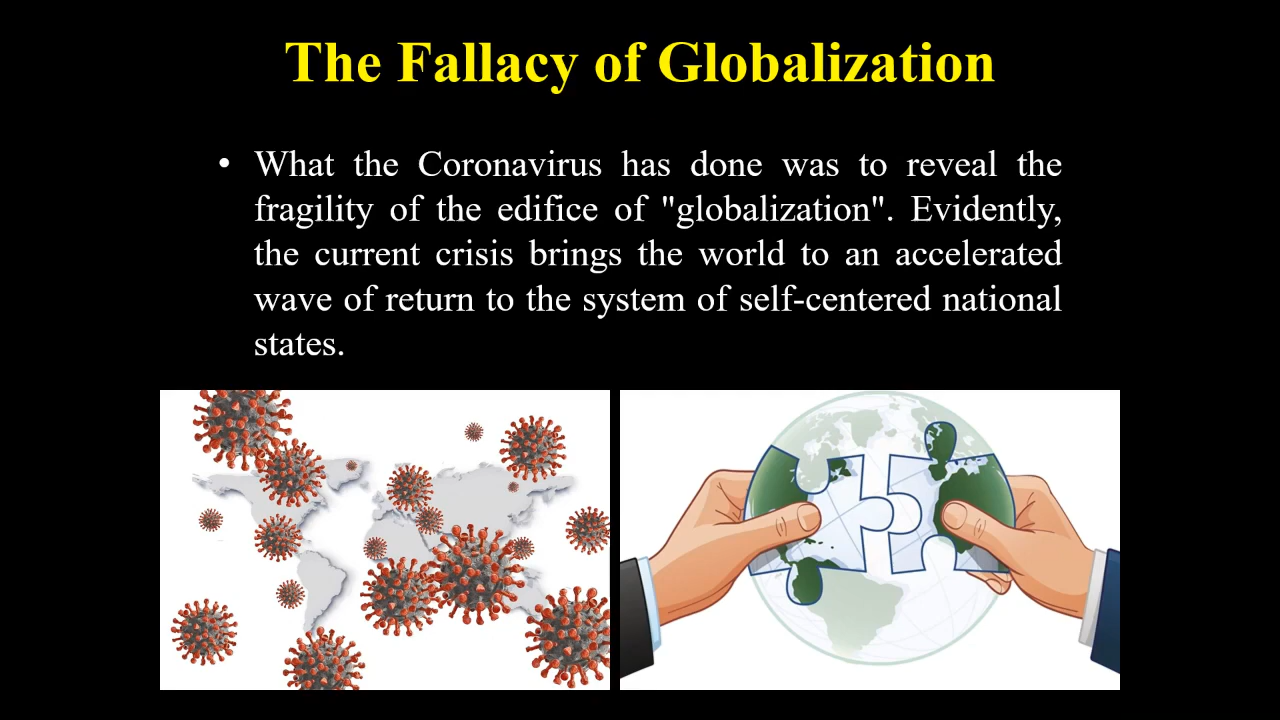 The Fallacy of Globalization
• What the Coronavirus has done was to reveal the
fragility of the edifice of "globalization". Evidently,
the current crisis brings the world to an accelerated
wave of return to the system of self-centered national
states.